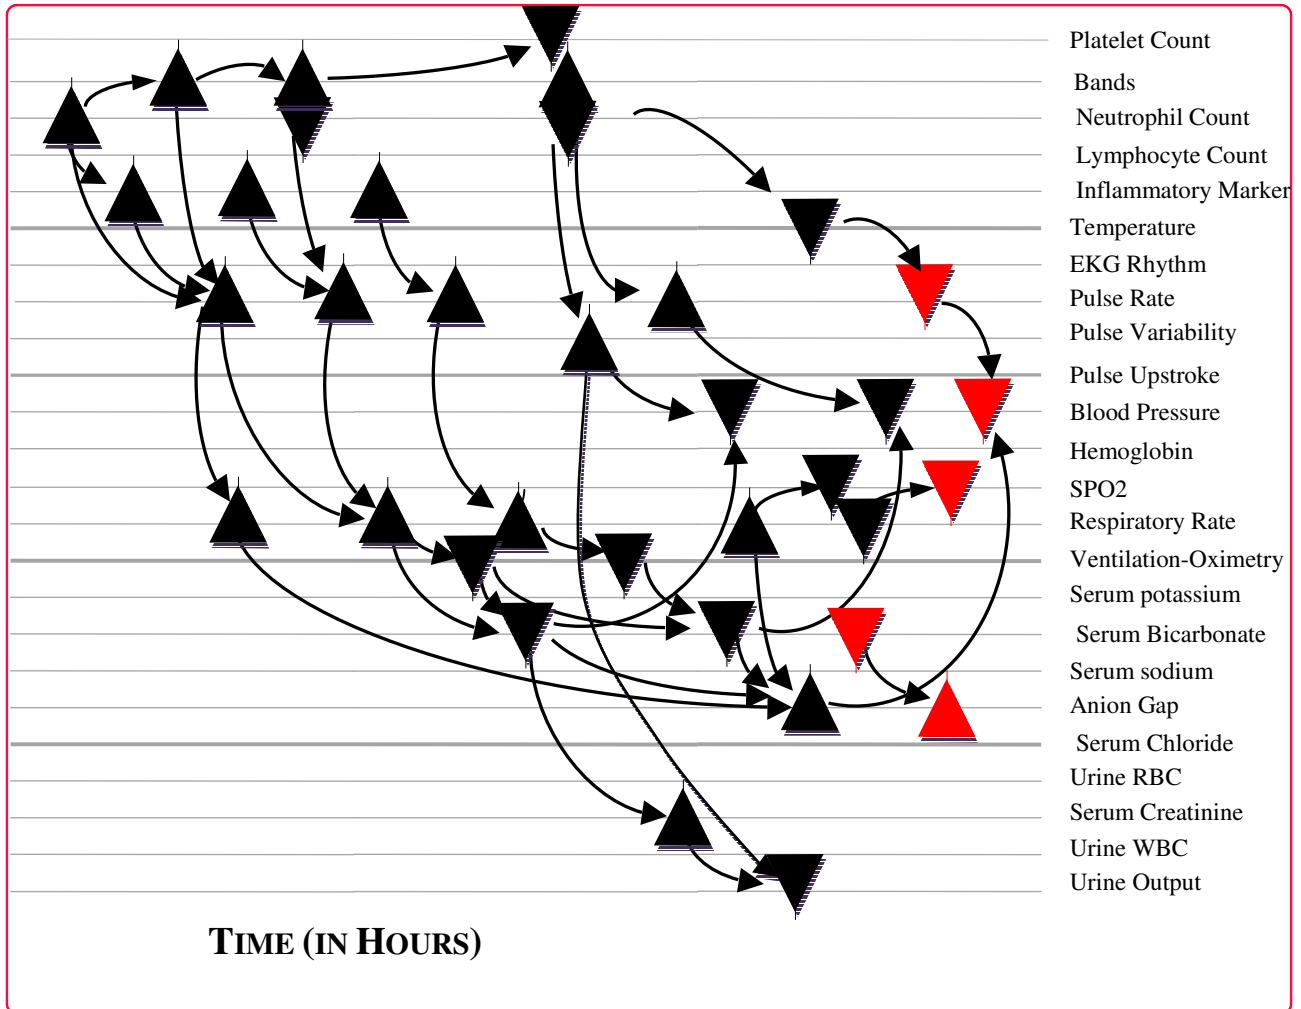 Platelet Count
Bands
Neutrophil Count
Lymphocyte Count
Inflammatory Marker
Temperature
EKG Rhythm
Pulse Rate
Pulse Variability
Pulse Upstroke
Blood Pressure
Hemoglobin
SPO2
Respiratory Rate
Ventilation-Oximetry
Serum potassium
Serum Bicarbonate
Serum sodium
Anion Gap
Serum Chloride
Urine RBC
Serum Creatinine
Urine WBC
Urine Output
TIME (IN HOURS)